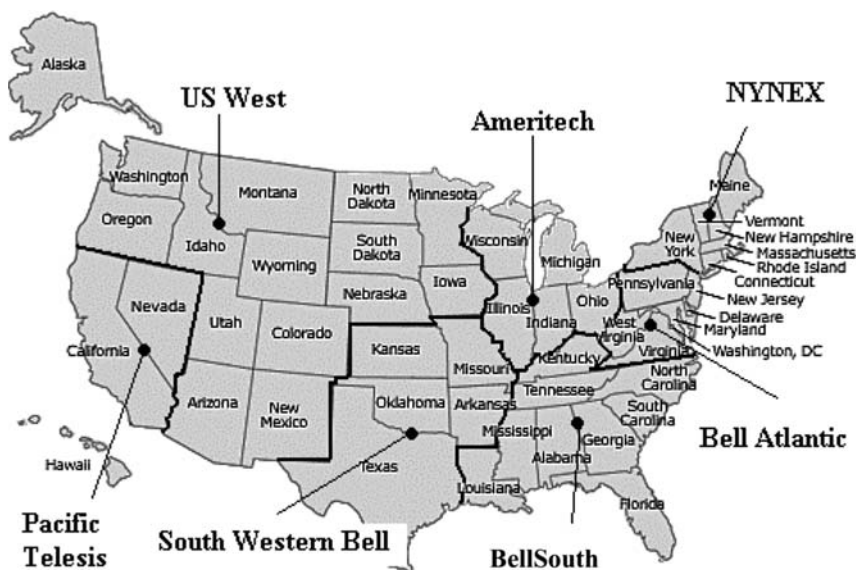 Alaska
US West
Ameritech
NYNEX
Washington
Montana
North
Dakota
Minnesota
Maine
Oregon
Idaho
South
Dakota
Wisconsin
Michigan
New
York
Vermont
New Hampshire
Massachusetts
Rhode Island
Connecticut
Wyoming
Iowa
Nebraska
Pennsylvania
New Jersey
Nevada
Utah
Colorado
Illinois
Indiana
Ohio
West
Virginia
Delaware
Maryland
Washington, DC
California
Kansas
Missouri
Kentucky
Virginia
North
Carolina
Tennessee
Arizona
New
Mexico
Oklahoma
Arkansas
South
Carolina
Mississippi
Alabama
Georgia
Bell Atlantic
Hawaii
Texas
Louisiana
Florida
Pacific
Telesis
South Western Bell
BellSouth